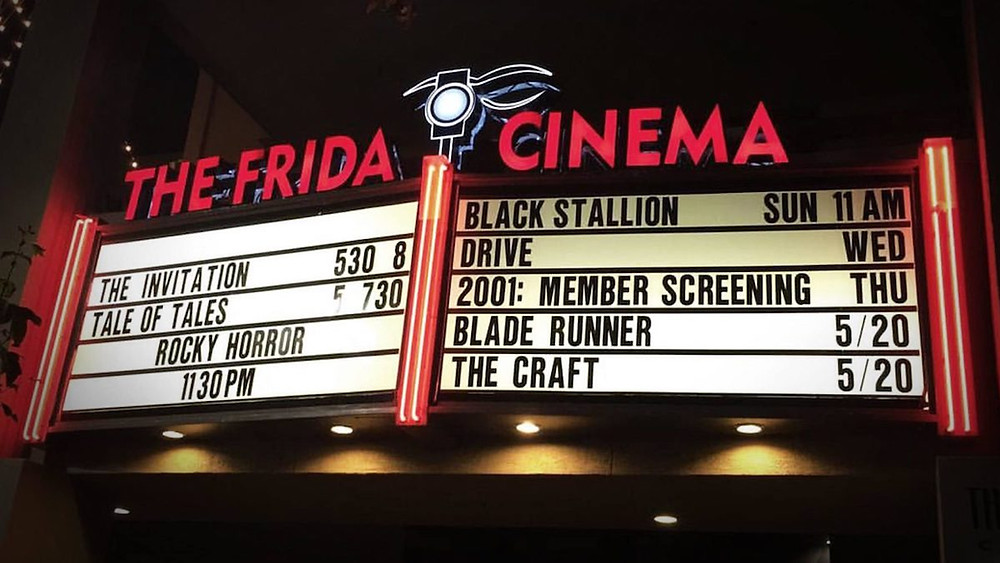 THE FRIDA CINEMA
THE INVITATION 530 8
TALE OF TALES 5 730
ROCKY HORROR
1130PM
BLACK STALLION SUN 11 AM
DRIVE WED
2001: MEMBER SCREENING THU
BLADE RUNNER 5/20
THE CRAFT 5/20